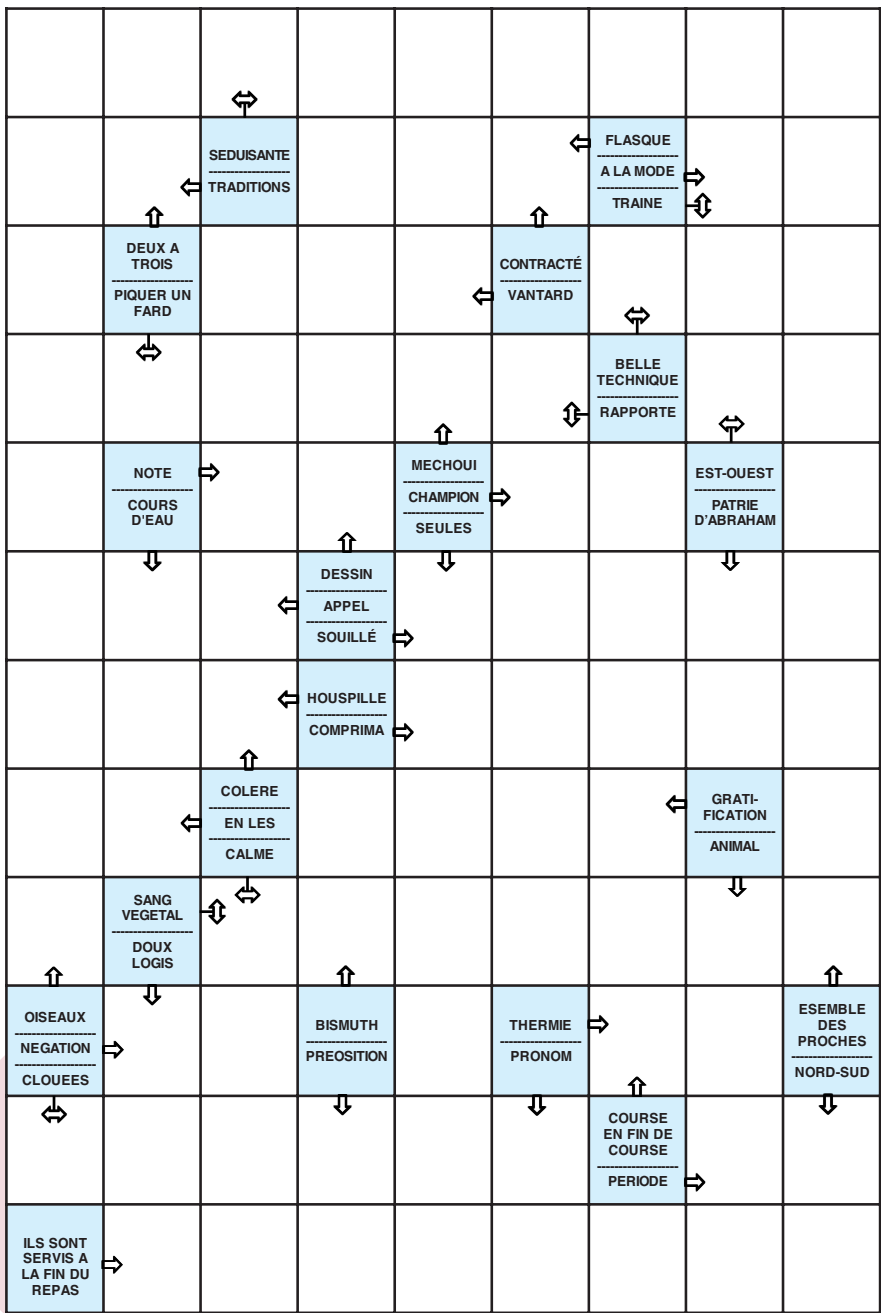 SEDUISANTE
TRADITIONS
FLASQUE
A LA MODE
TRAINE
DEUX A
TROIS
PIQUER UN
FARD
CONTRACTÉ
VANTARD
BELLE
TECHNIQUE
RAPPORTE
NOTE
COURS
D'EAU
MECHOUI
CHAMPION
SEULES
EST-OUEST
PATRIE
D'ABRAHAM
DESSIN
APPEL
SOUILLÉ
HOUSPILLE
COMPRIMA
COLERE
EN LES
CALME
GRATI-
FICATION
ANIMAL
SANG
VEGETAL
DOUX
LOGIS
OISEAUX
NEGATION
CLOUEES
BISMUTH
PREOSITION
THERMIE
PRONOM
ESEMBLE
DES
PROCHES
NORD-SUD
COURSE
EN FIN DE
COURSE
PERIODE
ILS SONT
SERVIS A
LA FIN DU
REPAS